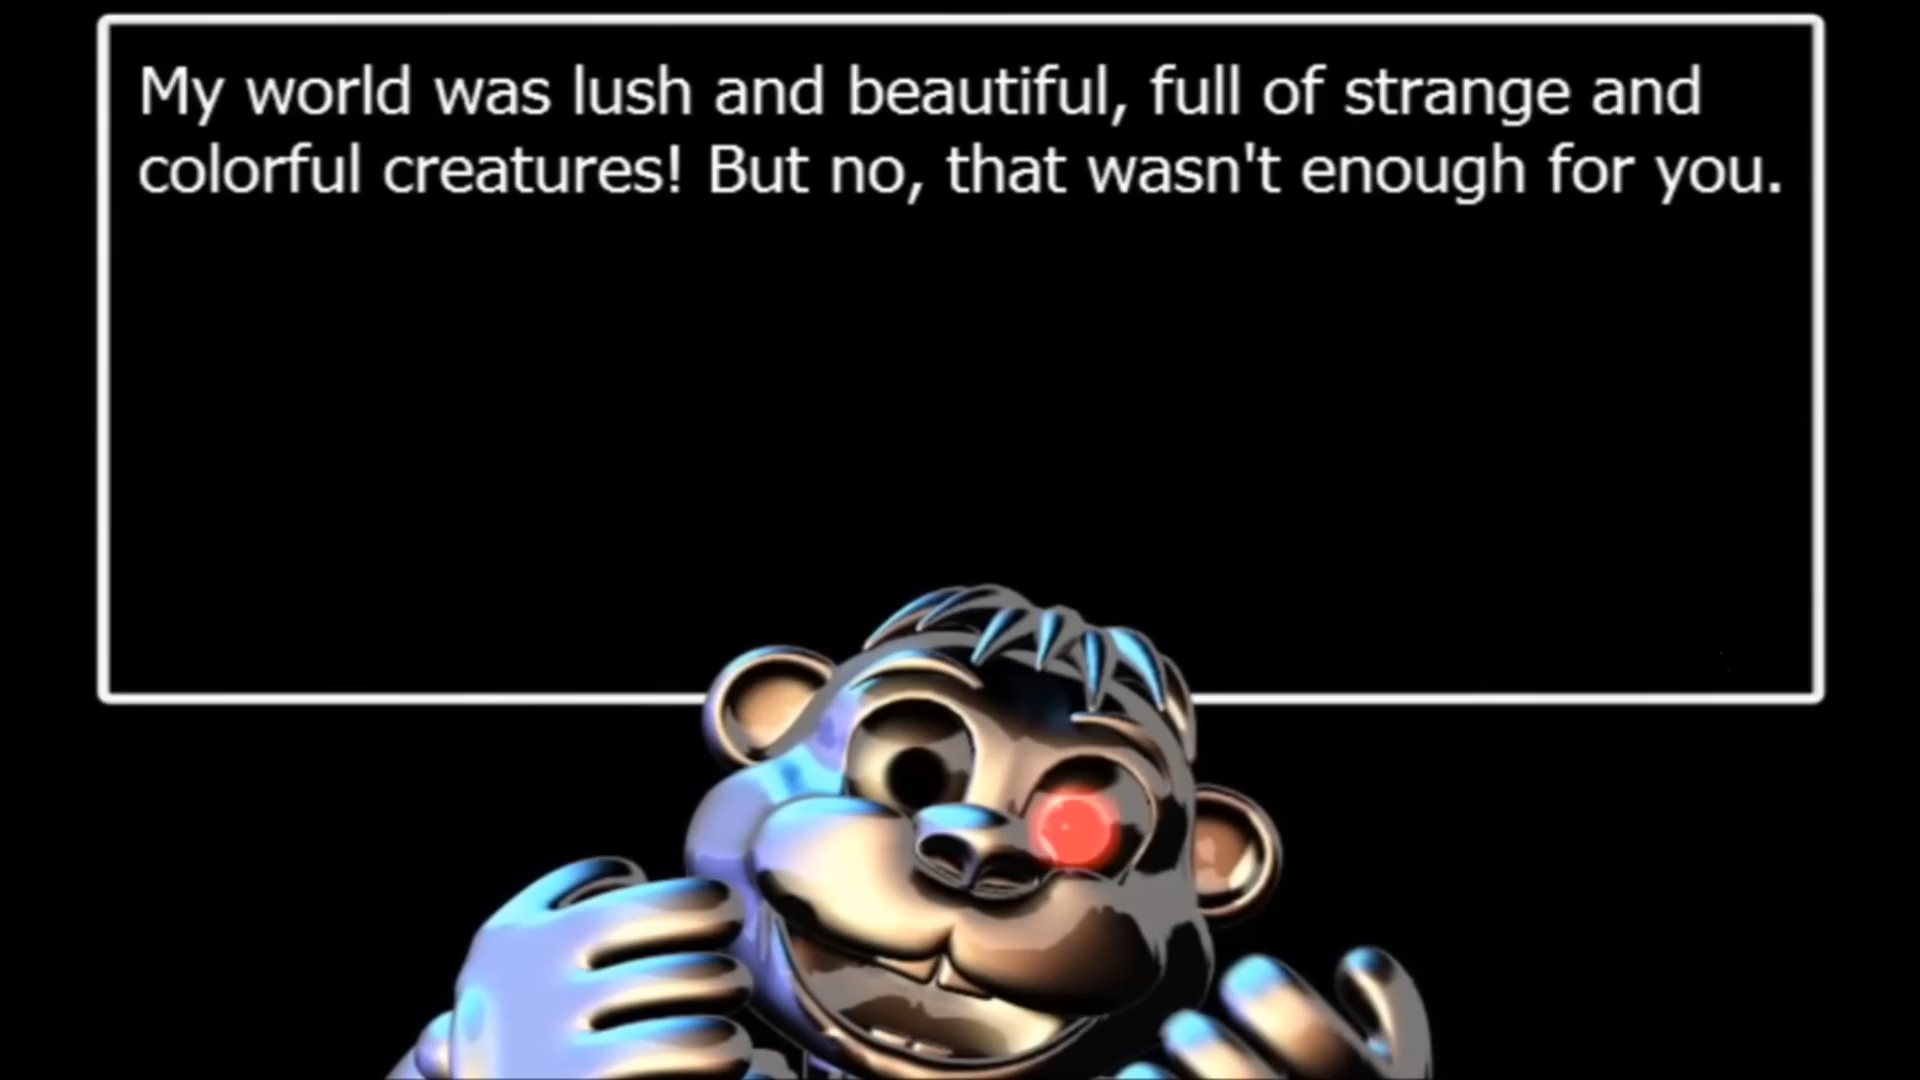 My world was lush and beautiful, full of strange and
colorful creatures! But no, that wasn't enough for you.